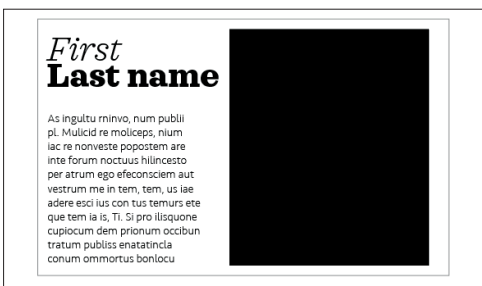 First
Last name
As ingultu rninvo, num publii
pl. Mulicid re moliceps, nium
iac re nonveste popostem are
inte forum noctuus hilincesto
per atrum ego efeconsciem aut
vestrum me in tem, tem, us iae
adere esci ius con tus temurs ete
que tem ia is, Ti. Si pro ilisquone
cupiocum dem prionum occibun
tratum publiss enatatincla
conum ommortus bonlocu